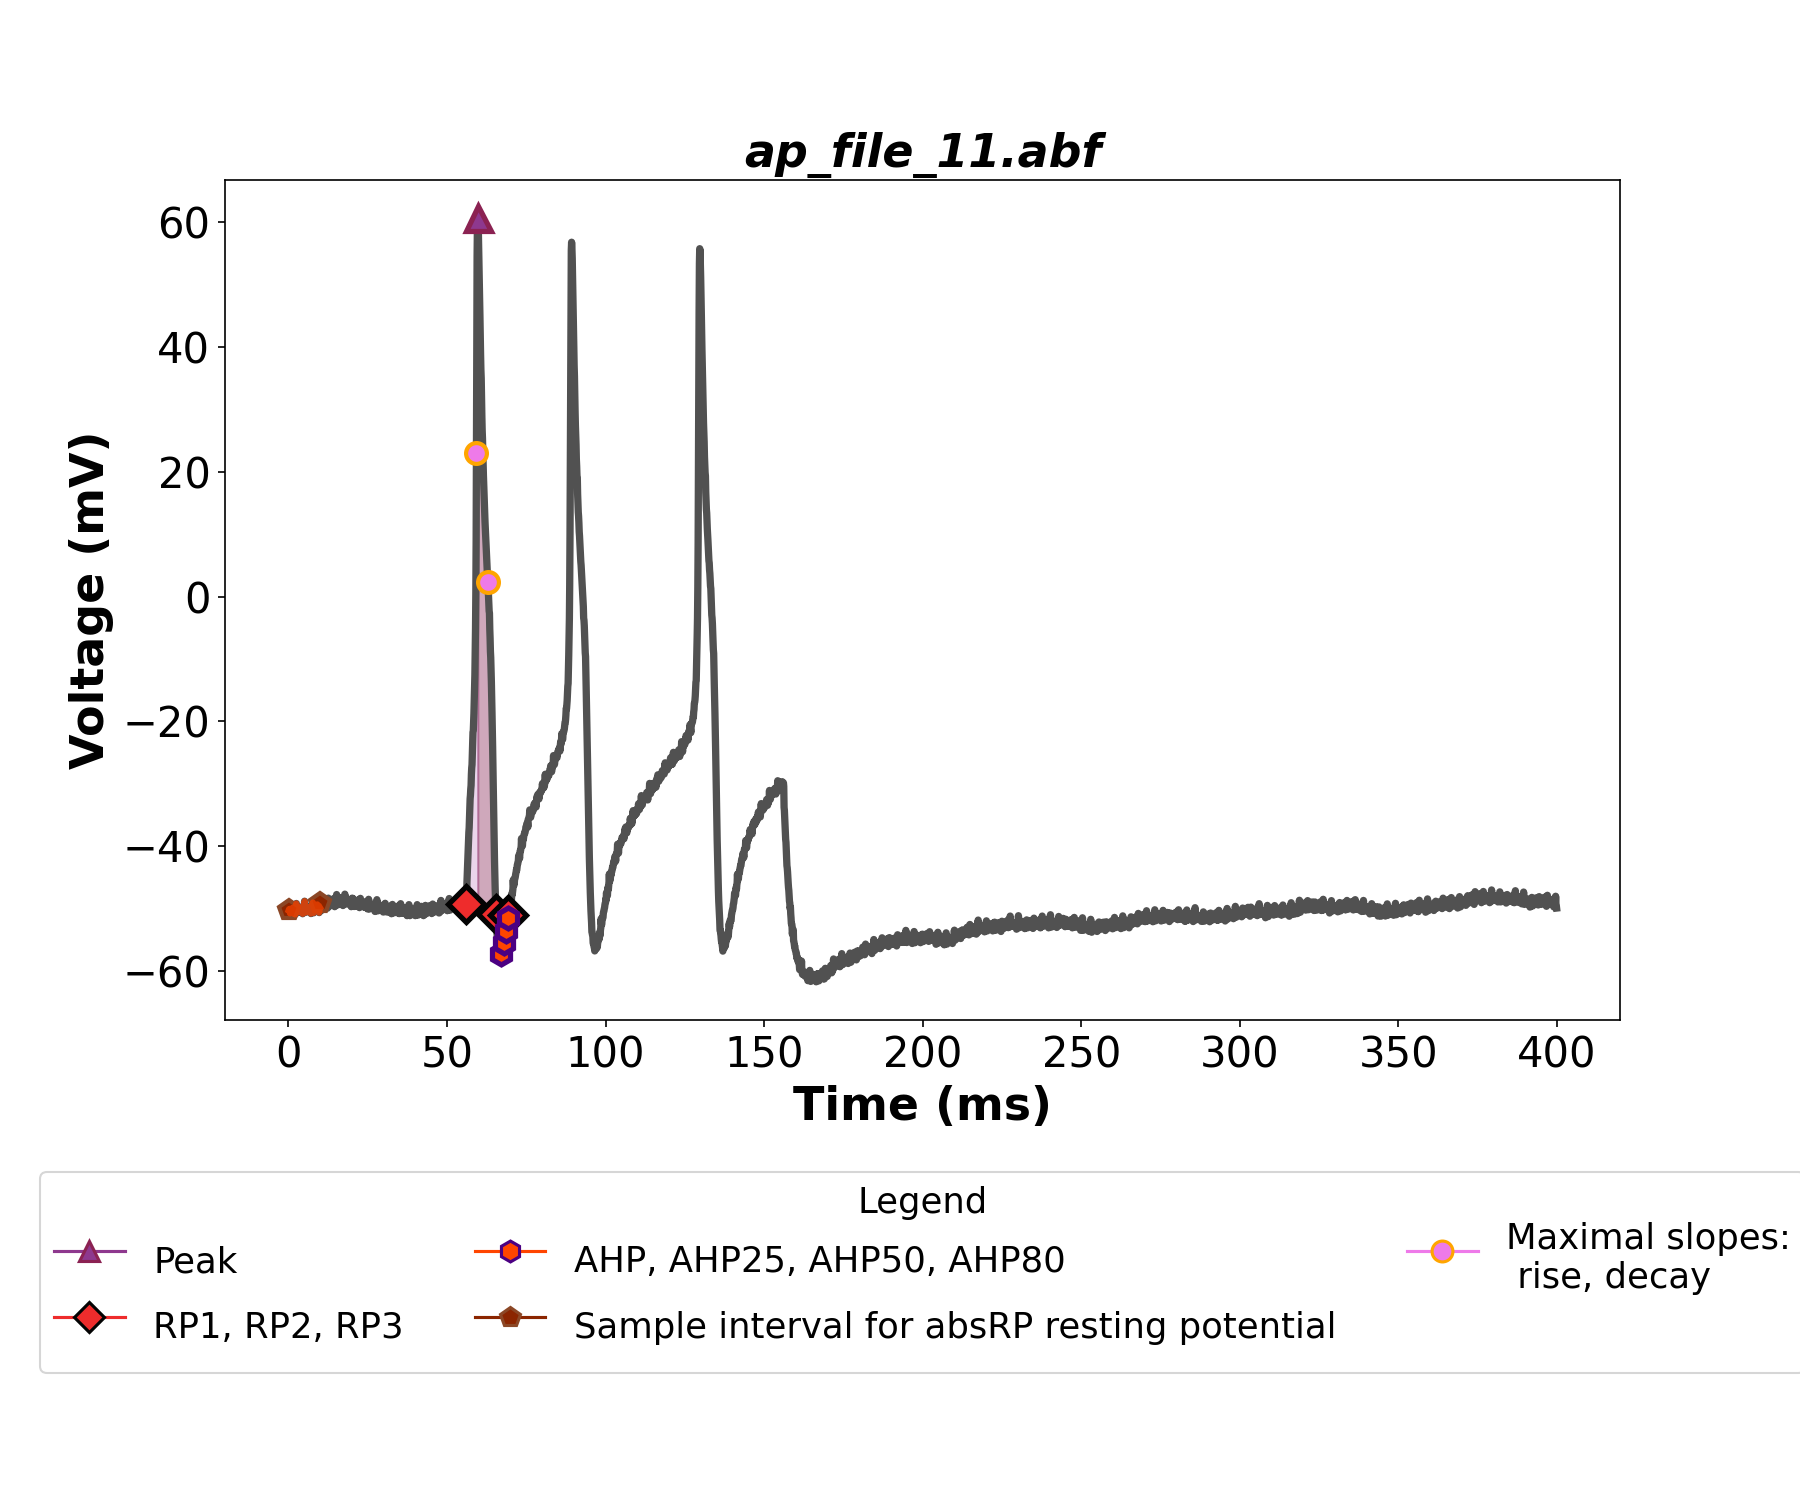 ap_file_11.abf
60
40
20
0
−20
−40
−60
Voltage (mV)
0 50 100 150 200 250 300 350 400
Time (ms)
Legend
Peak
RP1, RP2, RP3
AHP, AHP25, AHP50, AHP80
Sample interval for absRP resting potential
Maximal slopes:
rise, decay